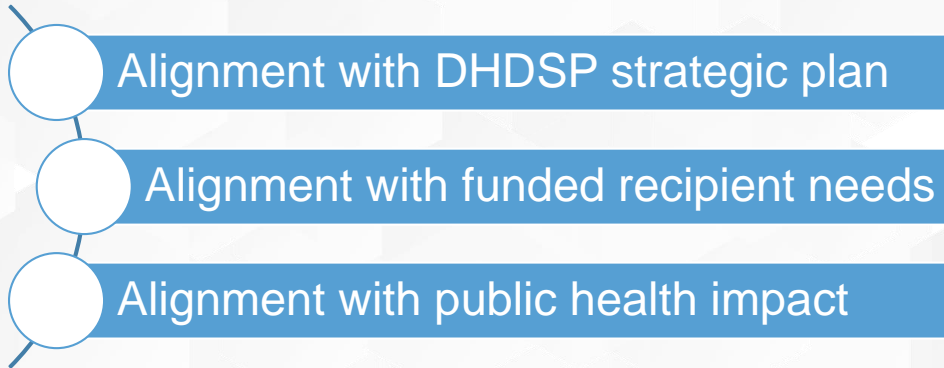 Alignment with DHDSP strategic plan
Alignment with funded recipient needs
Alignment with public health impact